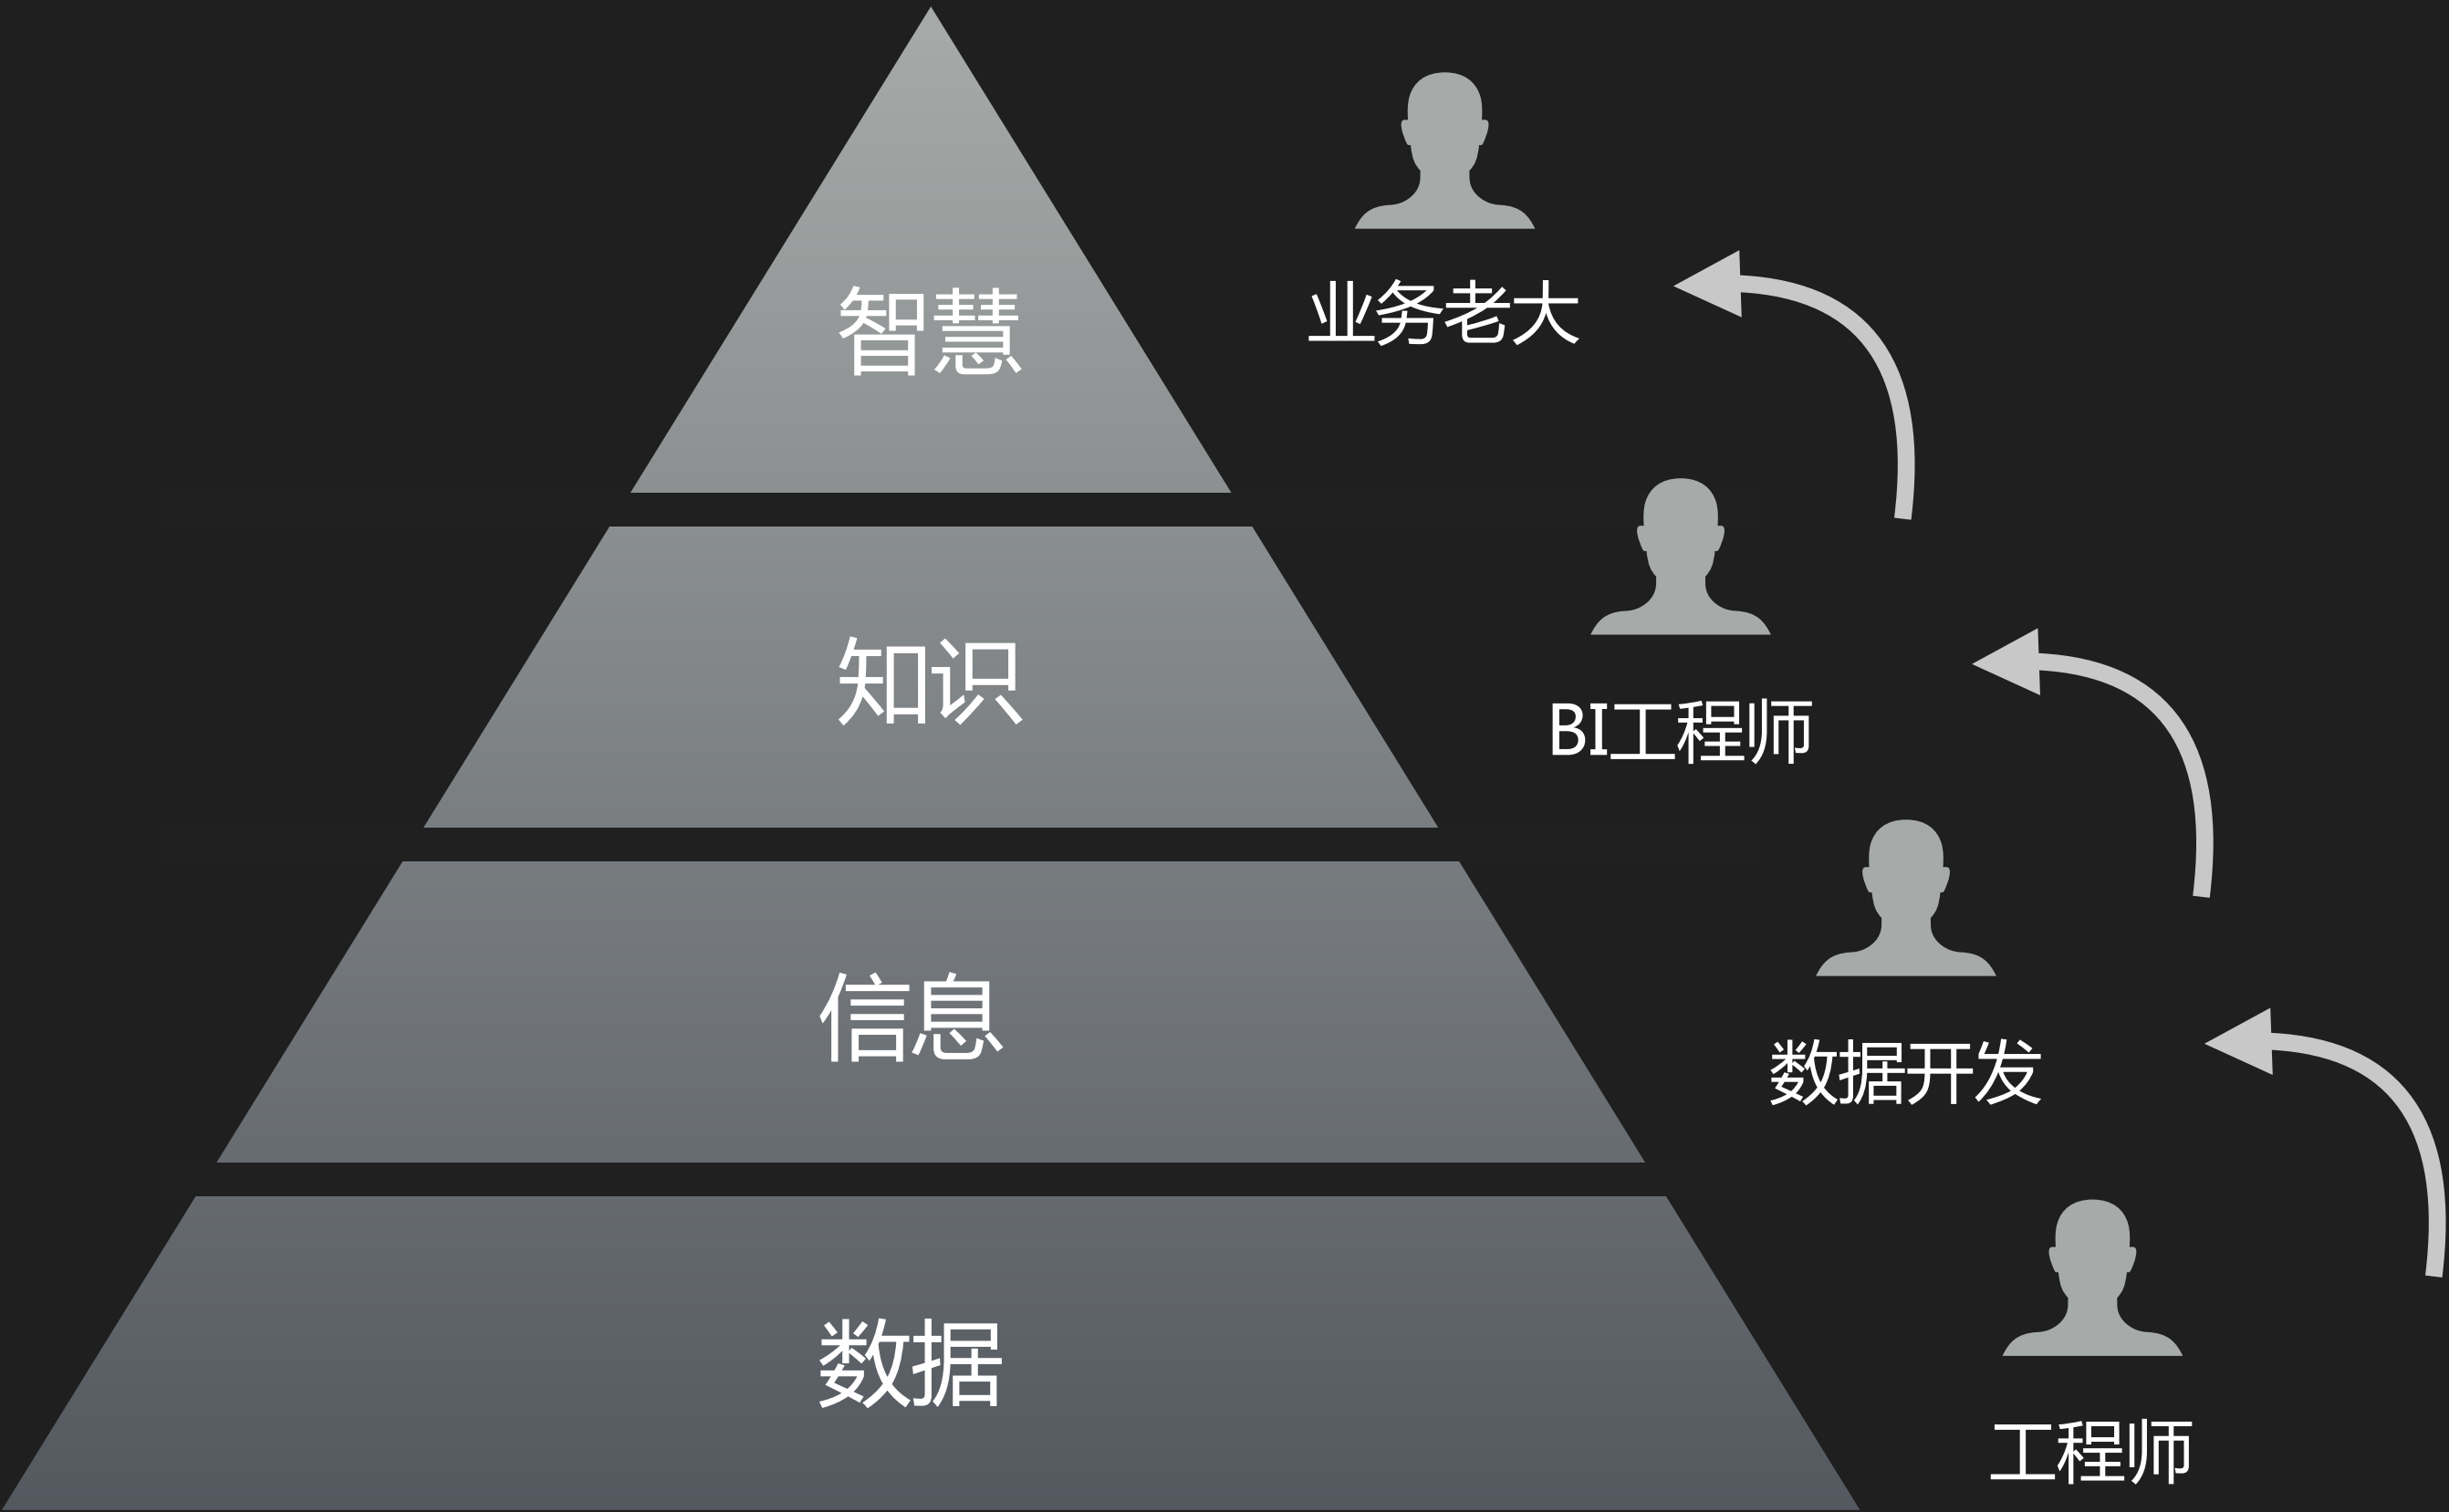 智慧
业务老大
知识
BI工程师
信息
数据开发
数据
工程师